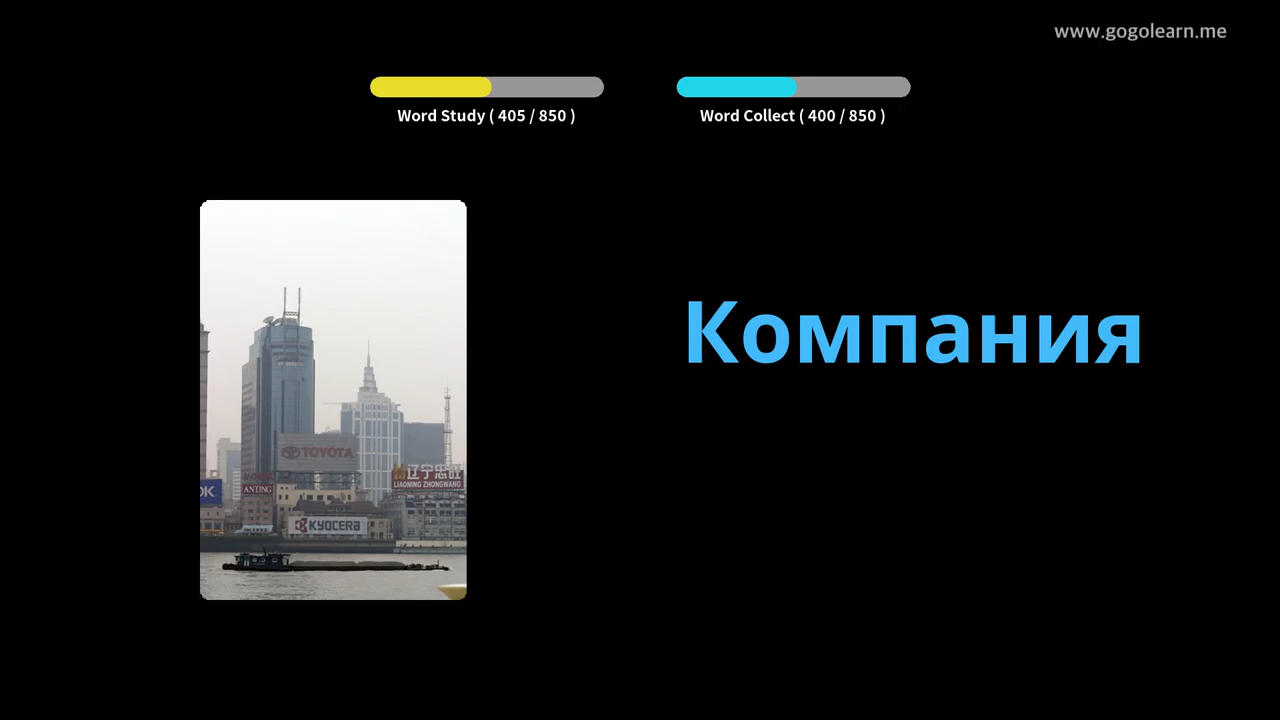 www.gogolearn.me
Word Study ( 405 / 850 )
Word Collect ( 400 / 850 )
Компания
TOYOTA
辽宁忠旺
LIAONING ZHONGWANG
ANTING
OK
KYOCERA